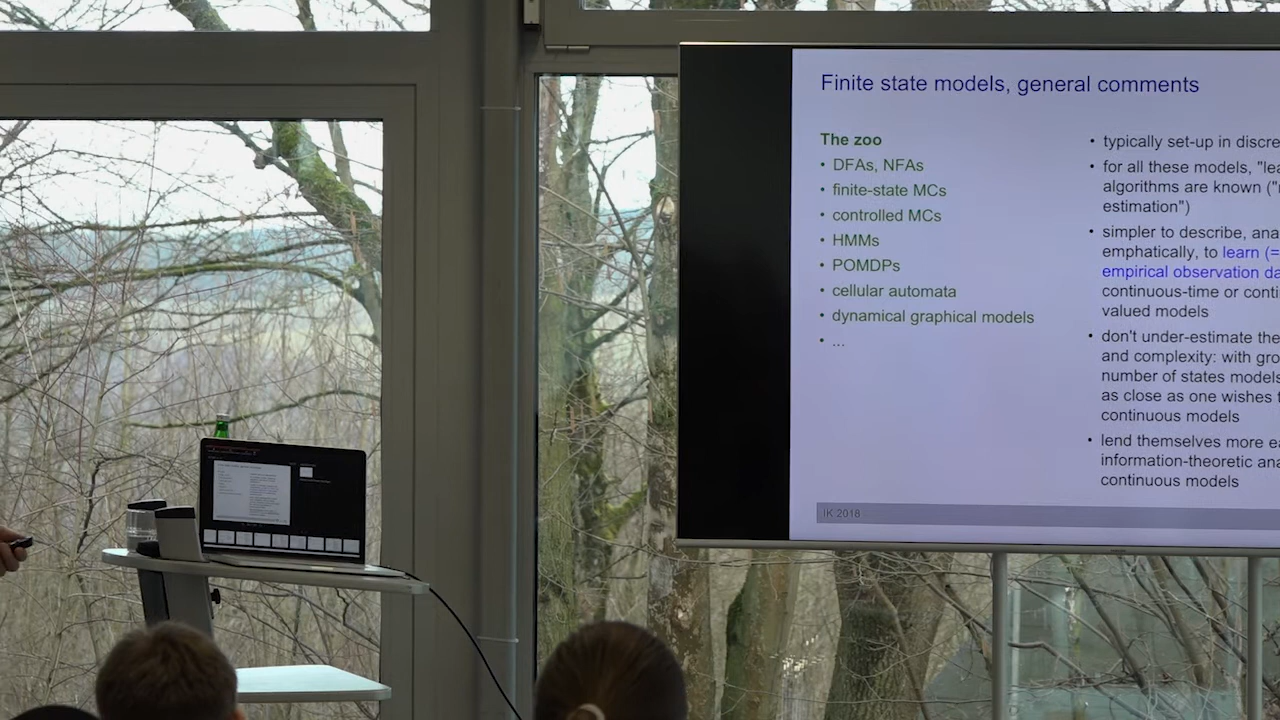 Finite state models, general comments
The zoo
• DFAs, NFAs
• finite-state MCs
• controlled MCs
• HMMs
• POMDPs
• cellular automata
• dynamical graphical models
• ...
• typically set-up in discre
• for all these models, "lea
algorithms are known ("
estimation")
• simpler to describe, ana
emphatically, to learn (=
empirical observation da
continuous-time or conti
valued models
• don't under-estimate the
and complexity: with gro
number of states models
as close as one wishes t
continuous models
• lend themselves more ea
information-theoretic ana
continuous models
IK 2018